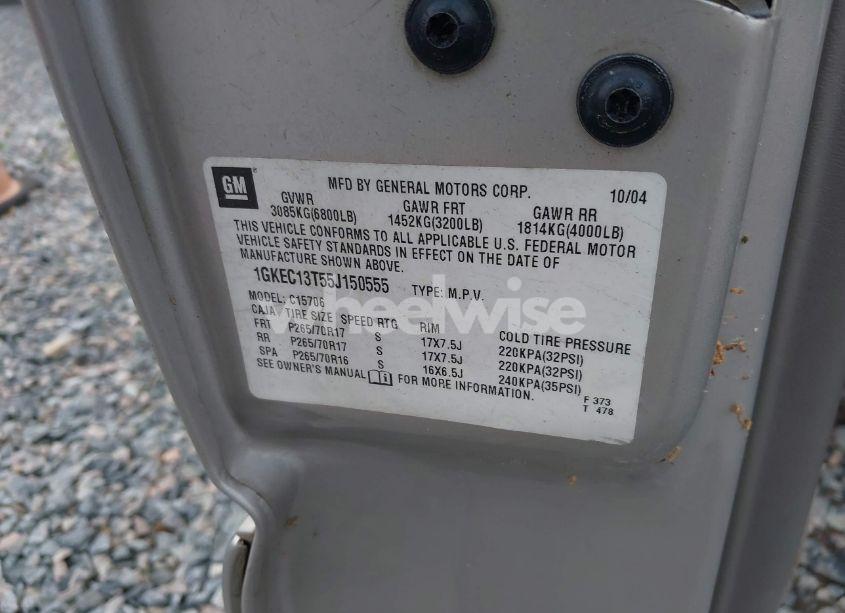 GM
MFD BY GENERAL MOTORS CORP. 10/04
GVWR GAWR FRT GAWR RR
3085KG(6800LB) 1452KG(3200LB) 1814KG(4000LB)
THIS VEHICLE CONFORMS TO ALL APPLICABLE U.S. FEDERAL MOTOR
VEHICLE SAFETY STANDARDS IN EFFECT ON THE DATE OF
MANUFACTURE SHOWN ABOVE.
1GKEC13T55J150555 TYPE: M.P.V.
MODEL: C15706
CAJA TIRE SIZE SPEED RTG RIM COLD TIRE PRESSURE
FRT P265/70R17 S 17X7.5J 220KPA(32PSI)
RR P265/70R17 S 17X7.5J 220KPA(32PSI)
SPA P265/70R16 S 16X6.5J 240KPA(35PSI)
SEE OWNER'S MANUAL FOR MORE INFORMATION.
F 373
T 478
wheelwise